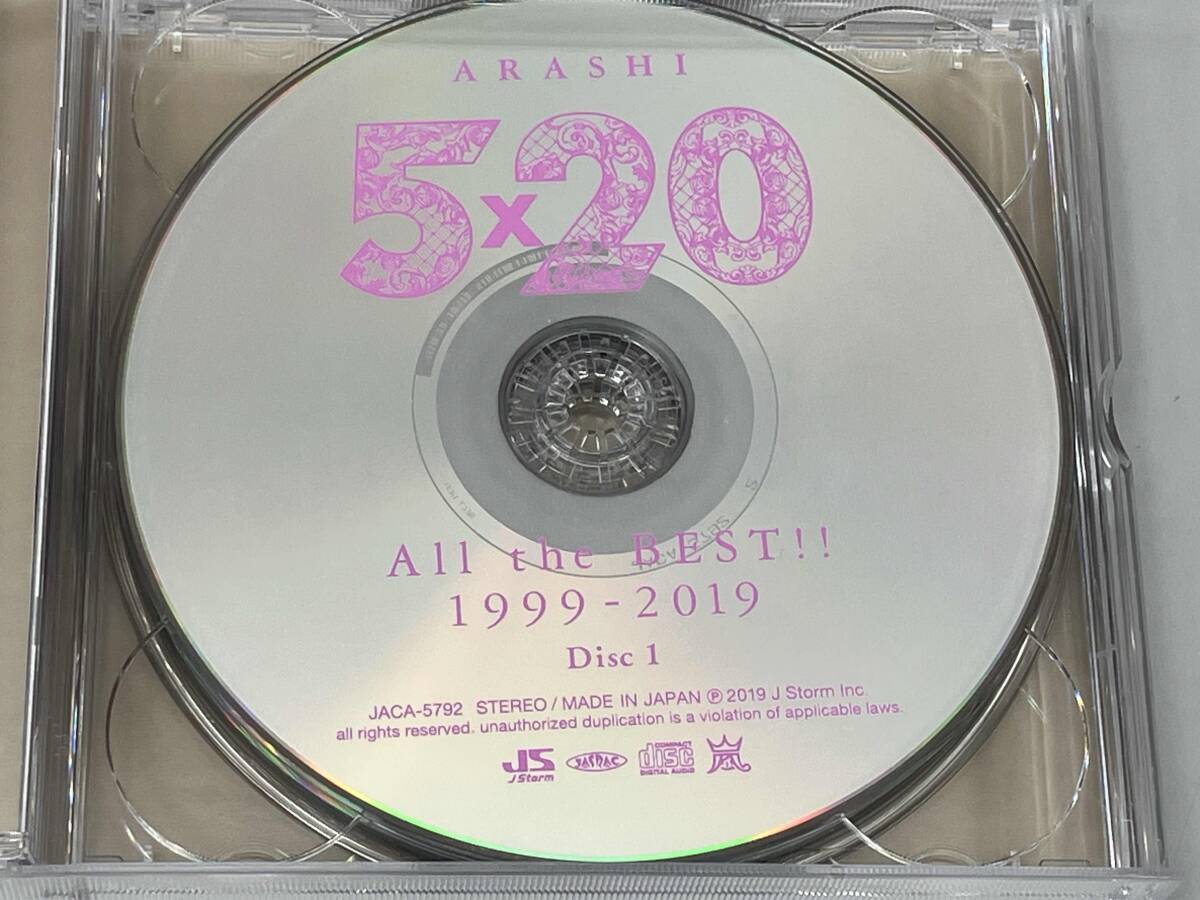 ARASHI
5x20
All the BEST!!
1999-2019
Disc 1
JACA-5792 STEREO / MADE IN JAPAN Ⓟ 2019 J Storm Inc.
all rights reserved. unauthorized duplication is a violation of applicable laws.
JS JASRAC COMPACT disc 嵐
J Storm DIGITAL AUDIO